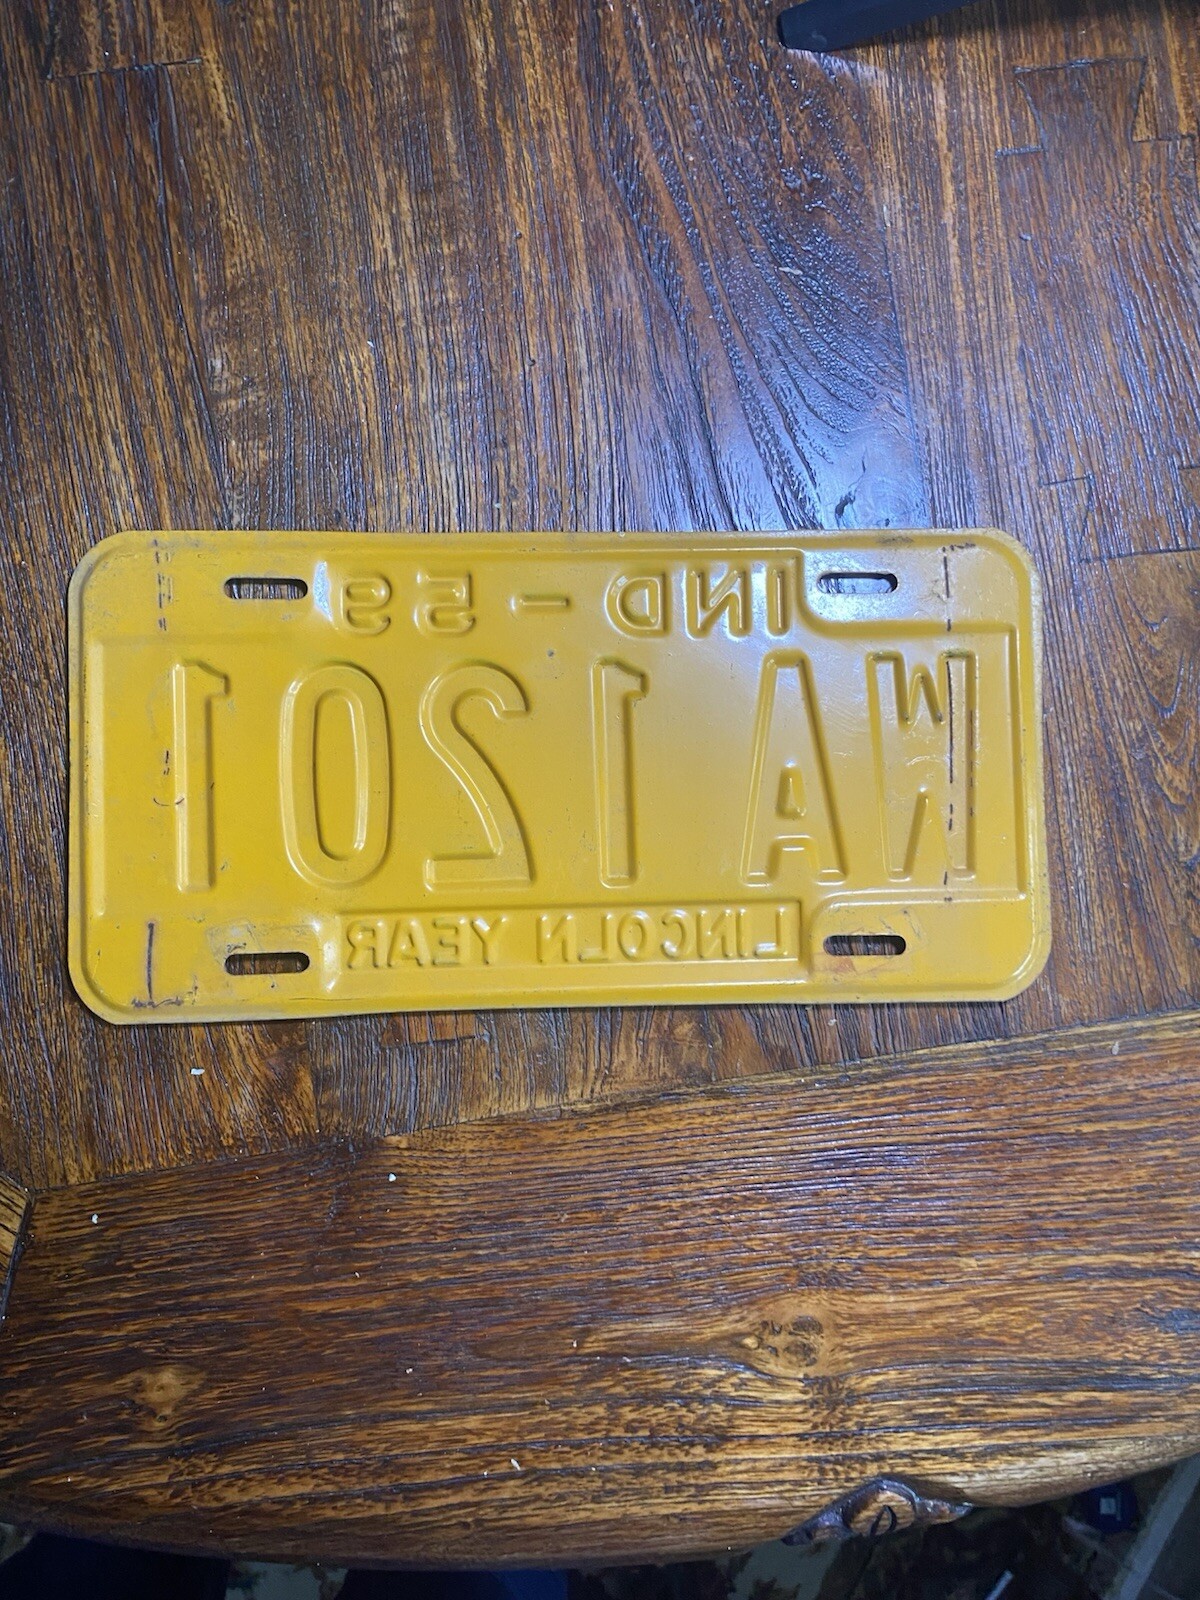 IND - 59
WA 1201
LINCOLN YEAR